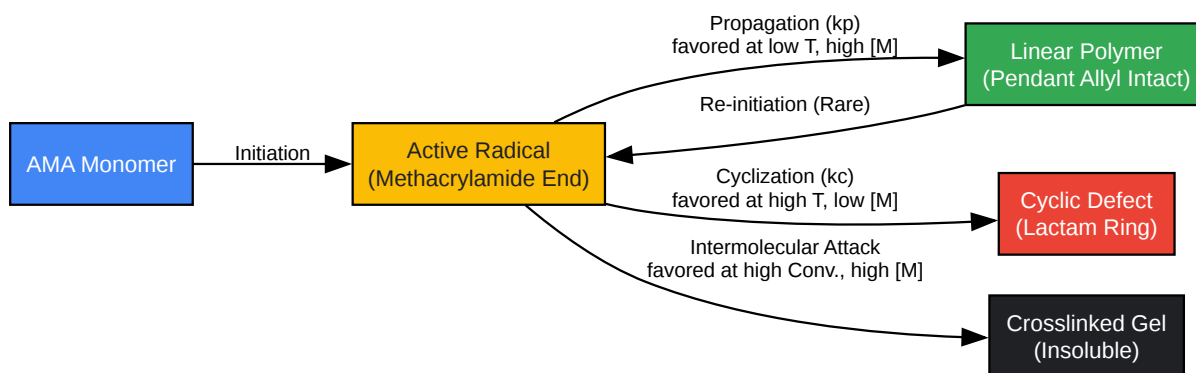 AMA Monomer
Initiation
Active Radical
(Methacrylamide End)
Propagation (kp)
favored at low T, high [M]
Re-initiation (Rare)
Cyclization (kc)
favored at high T, low [M]
Intermolecular Attack
favored at high Conv., high [M]
Linear Polymer
(Pendant Allyl Intact)
Cyclic Defect
(Lactam Ring)
Crosslinked Gel
(Insoluble)